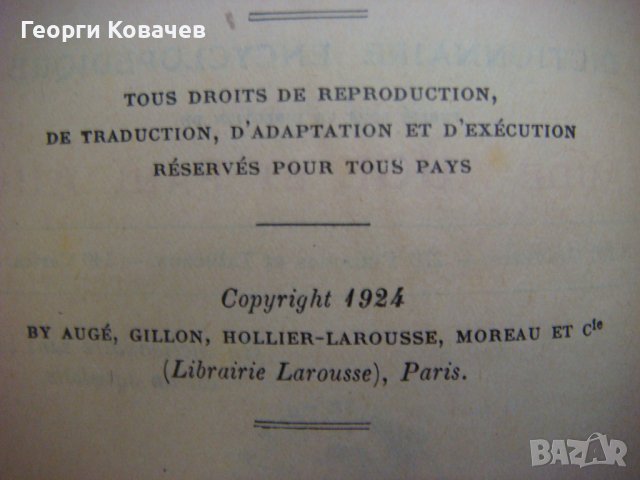 Георги Ковачев
TOUS DROITS DE REPRODUCTION,
DE TRADUCTION, D'ADAPTATION ET D'EXÉCUTION
RÉSERVÉS POUR TOUS PAYS
Copyright 1924
BY AUGÉ, GILLON, HOLLIER-LAROUSSE, MOREAU ET Cie
(Librairie Larousse), Paris.
BAZAR